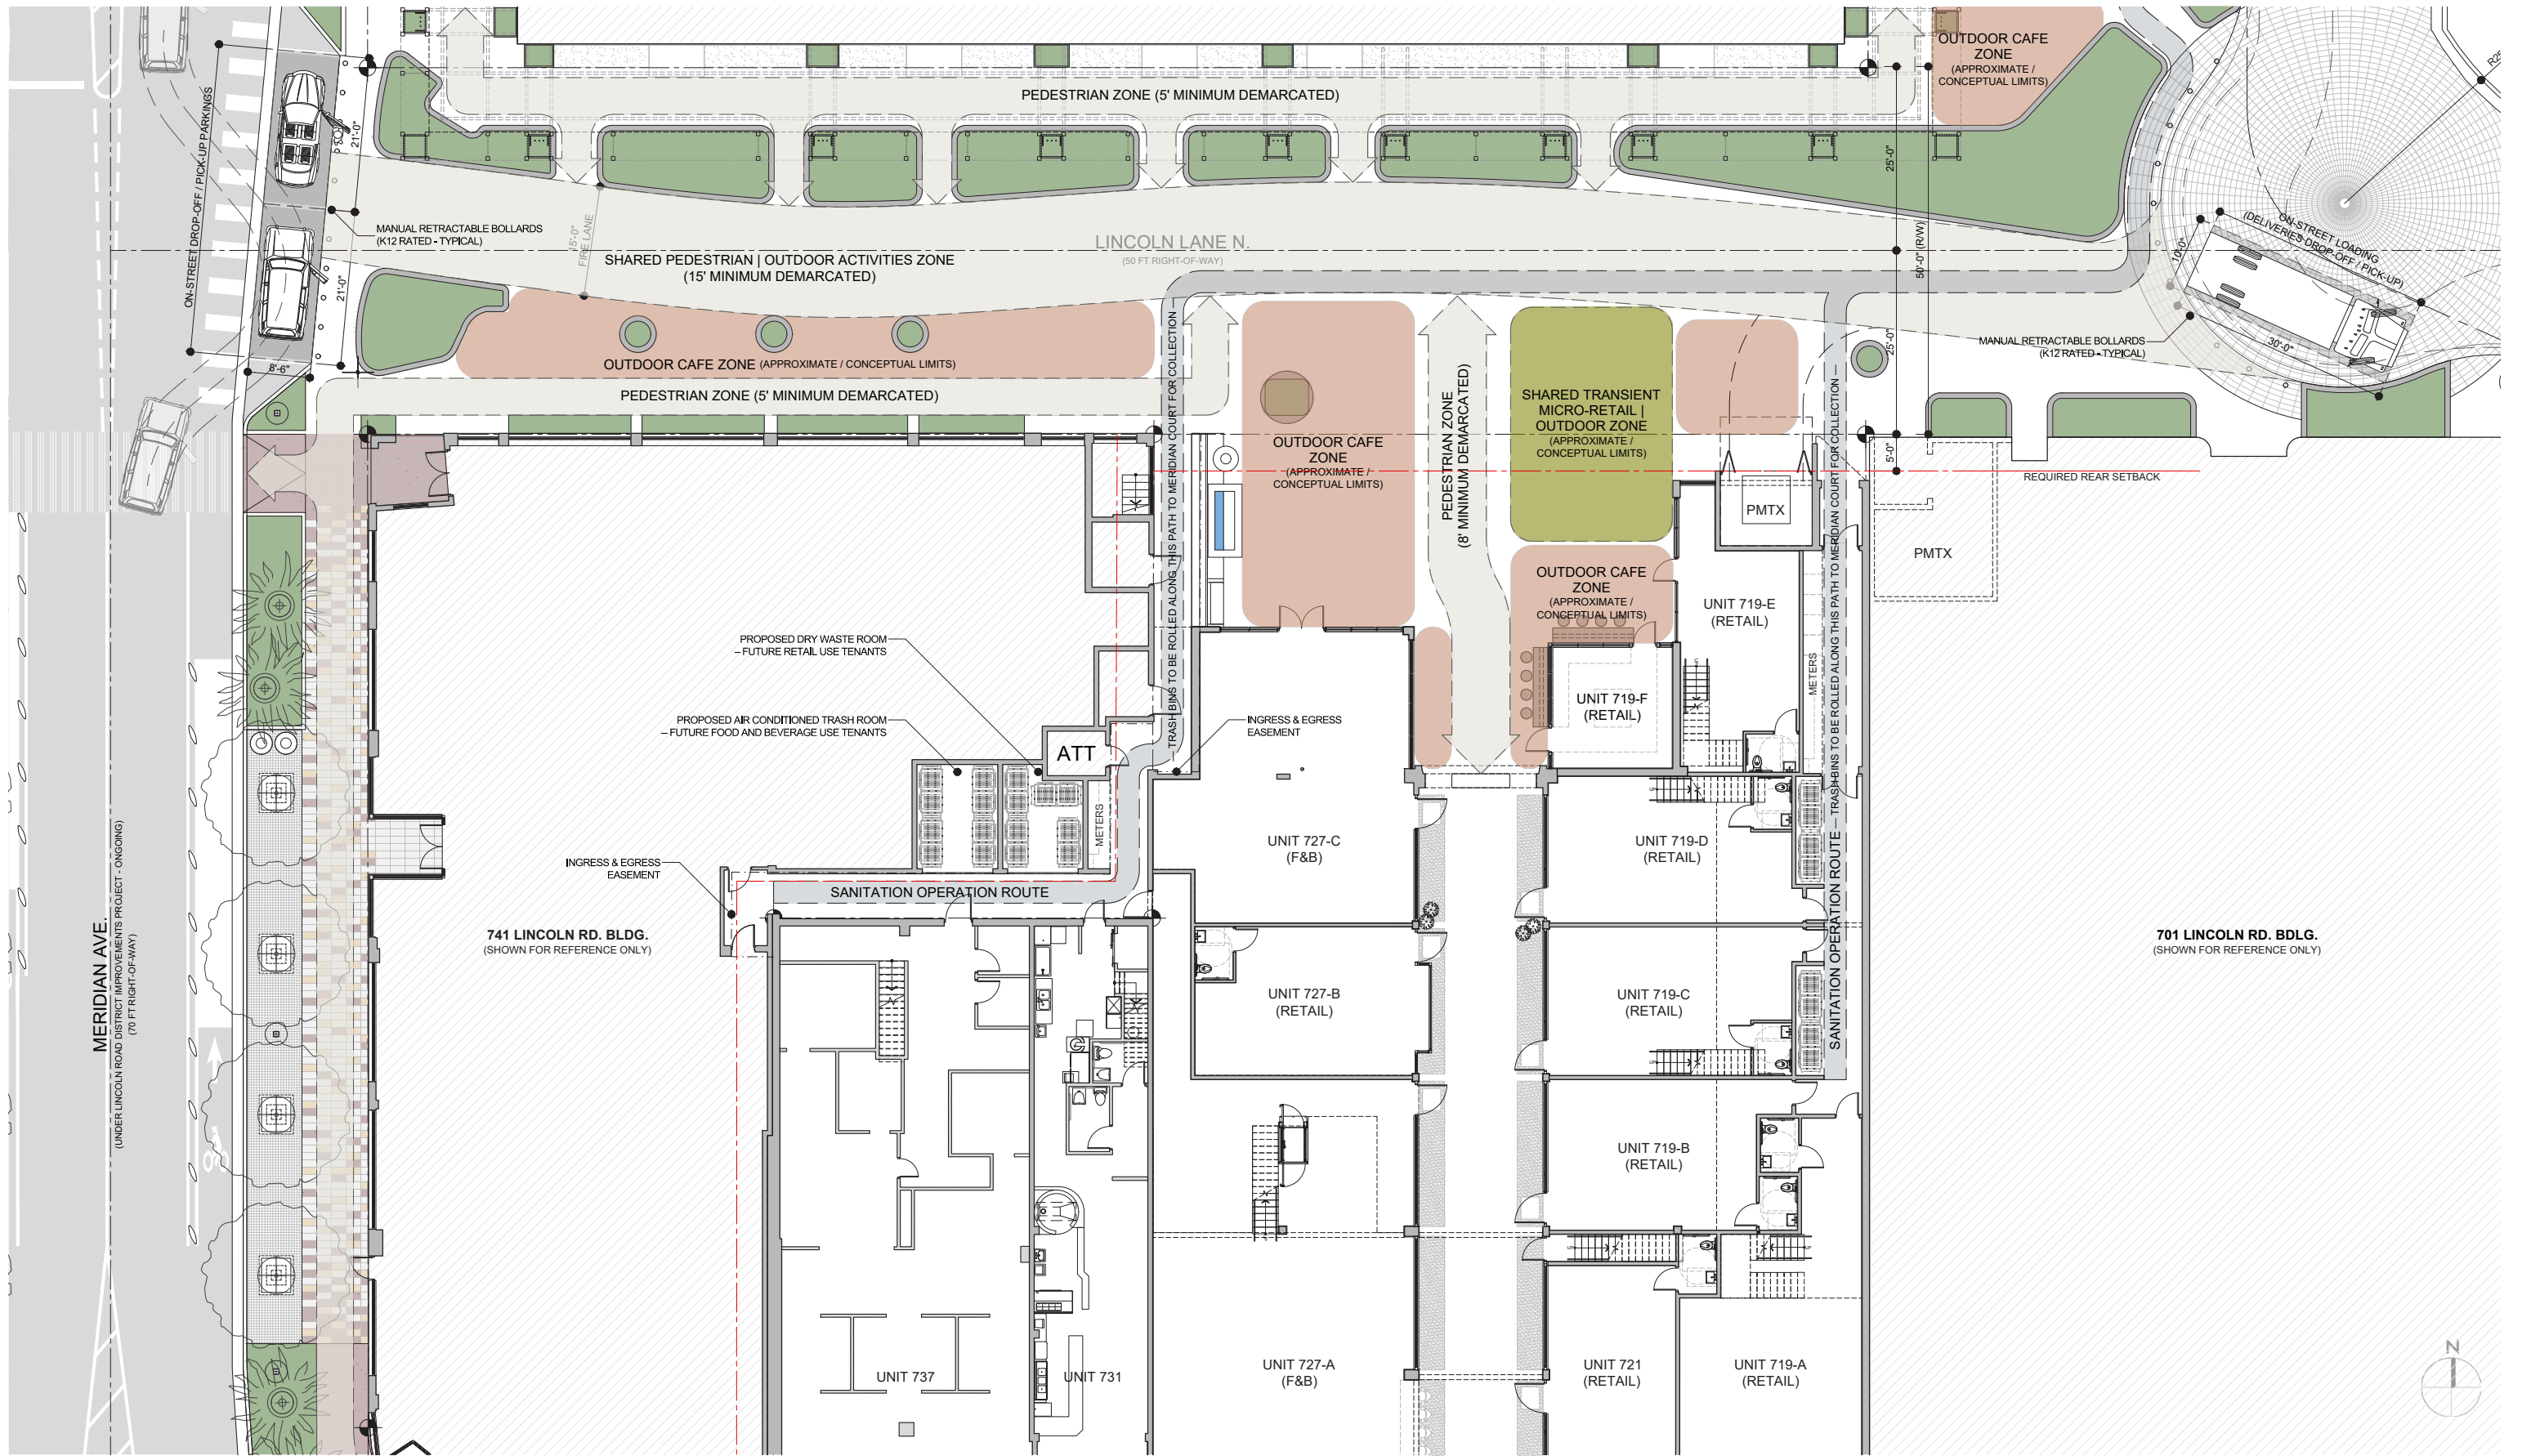 OUTDOOR CAFE
ZONE
(APPROXIMATE /
CONCEPTUAL LIMITS)
PEDESTRIAN ZONE (5' MINIMUM DEMARCATED)
ON-STREET DROP-OFF / PICK-UP PARKINGS
21'-0"
21'-0"
8'-6"
MANUAL RETRACTABLE BOLLARDS
(K12 RATED - TYPICAL)
15'-0"
FIRE LANE
SHARED PEDESTRIAN | OUTDOOR ACTIVITIES ZONE
(15' MINIMUM DEMARCATED)
LINCOLN LANE N.
(50 FT RIGHT-OF-WAY)
25'-0"
50'-0" (R/W)
25'-0"
5'-0"
ON-STREET LOADING
(DELIVERIES DROP-OFF / PICK-UP)
10'-0"
30'-0"
MANUAL RETRACTABLE BOLLARDS
(K12 RATED - TYPICAL)
OUTDOOR CAFE ZONE (APPROXIMATE / CONCEPTUAL LIMITS)
PEDESTRIAN ZONE (5' MINIMUM DEMARCATED)
TRASH BINS TO BE ROLLED ALONG THIS PATH TO MERIDIAN COURT FOR COLLECTION
OUTDOOR CAFE
ZONE
(APPROXIMATE /
CONCEPTUAL LIMITS)
PEDESTRIAN ZONE
(8' MINIMUM DEMARCATED)
SHARED TRANSIENT
MICRO-RETAIL |
OUTDOOR ZONE
(APPROXIMATE /
CONCEPTUAL LIMITS)
REQUIRED REAR SETBACK
PMTX
PMTX
OUTDOOR CAFE
ZONE
(APPROXIMATE /
CONCEPTUAL LIMITS)
UNIT 719-E
(RETAIL)
METERS
UNIT 719-F
(RETAIL)
PROPOSED DRY WASTE ROOM
– FUTURE RETAIL USE TENANTS
PROPOSED AIR CONDITIONED TRASH ROOM
– FUTURE FOOD AND BEVERAGE USE TENANTS
ATT
INGRESS & EGRESS
EASEMENT
METERS
INGRESS & EGRESS
EASEMENT
SANITATION OPERATION ROUTE
741 LINCOLN RD. BLDG.
(SHOWN FOR REFERENCE ONLY)
UNIT 727-C
(F&B)
UNIT 719-D
(RETAIL)
SANITATION OPERATION ROUTE — TRASH BINS TO BE ROLLED ALONG THIS PATH TO MERIDIAN COURT FOR COLLECTION
701 LINCOLN RD. BDLG.
(SHOWN FOR REFERENCE ONLY)
MERIDIAN AVE.
(UNDER LINCOLN ROAD DISTRICT IMPROVEMENTS PROJECT - ONGOING)
(70 FT RIGHT-OF-WAY)
UNIT 727-B
(RETAIL)
UNIT 719-C
(RETAIL)
UNIT 719-B
(RETAIL)
UNIT 737
UNIT 731
UNIT 727-A
(F&B)
UNIT 721
(RETAIL)
UNIT 719-A
(RETAIL)
N